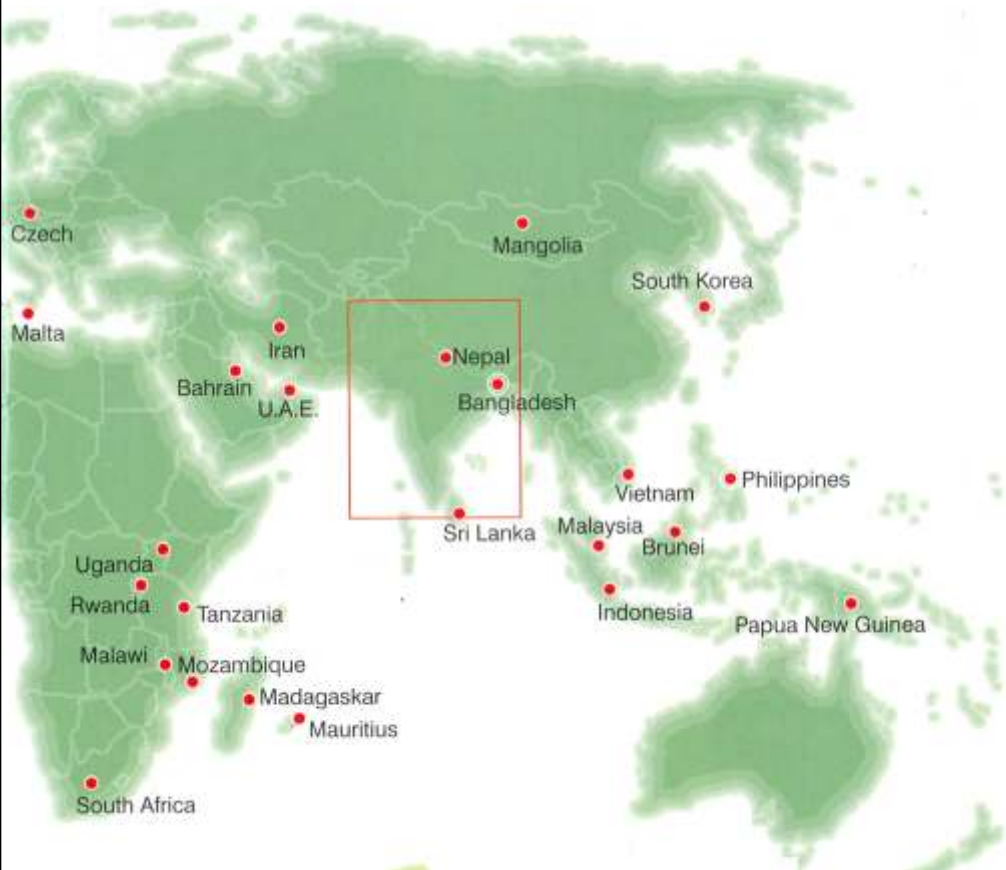 Czech
Mangolia
South Korea
Malta
Iran
Nepal
Bahrain
U.A.E.
Bangladesh
Philippines
Vietnam
Sri Lanka
Malaysia
Brunei
Uganda
Rwanda
Tanzania
Indonesia
Papua New Guinea
Malawi
Mozambique
Madagaskar
Mauritius
South Africa